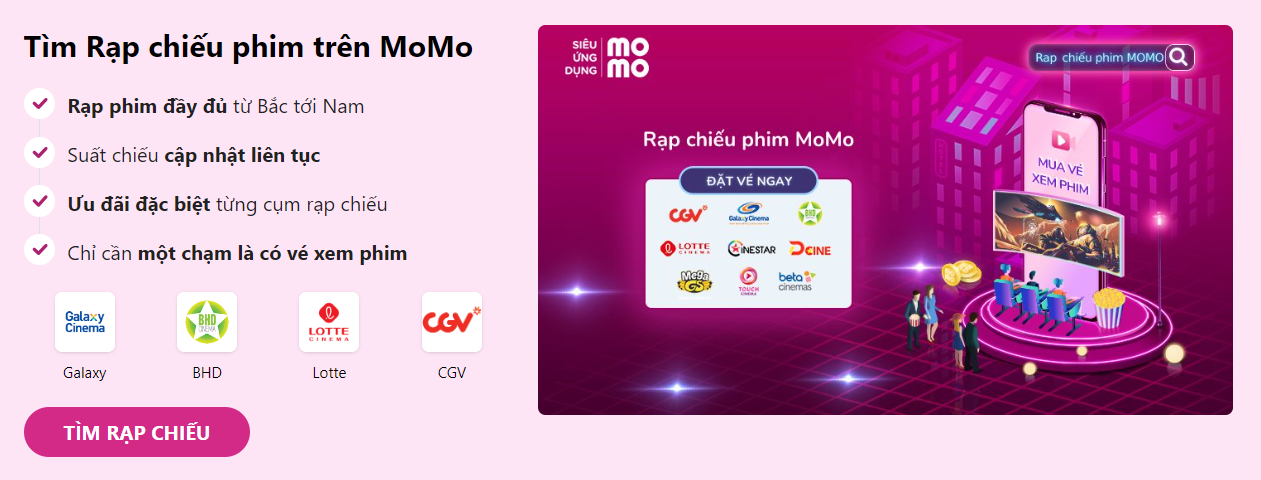 Tìm Rạp chiếu phim trên MoMo
Rạp phim đầy đủ từ Bắc tới Nam
Suất chiếu cập nhật liên tục
Ưu đãi đặc biệt từng cụm rạp chiếu
Chỉ cần một chạm là có vé xem phim
Galaxy
Cinema
BHD
CINEMA
LOTTE
CINEMA
CGV
Galaxy
BHD
Lotte
CGV
TÌM RẠP CHIẾU
SIÊU
ỨNG
DỤNG
mo
mo
Rạp chiếu phim MOMO
Rạp chiếu phim MoMo
ĐẶT VÉ NGAY
CGV
Galaxy Cinema
BHD
LOTTE
CINEMA
CINESTAR
DCINE
Mega
GS
TOUCH
CINEMA
beta
cinemas
MUA VÉ
XEM PHIM